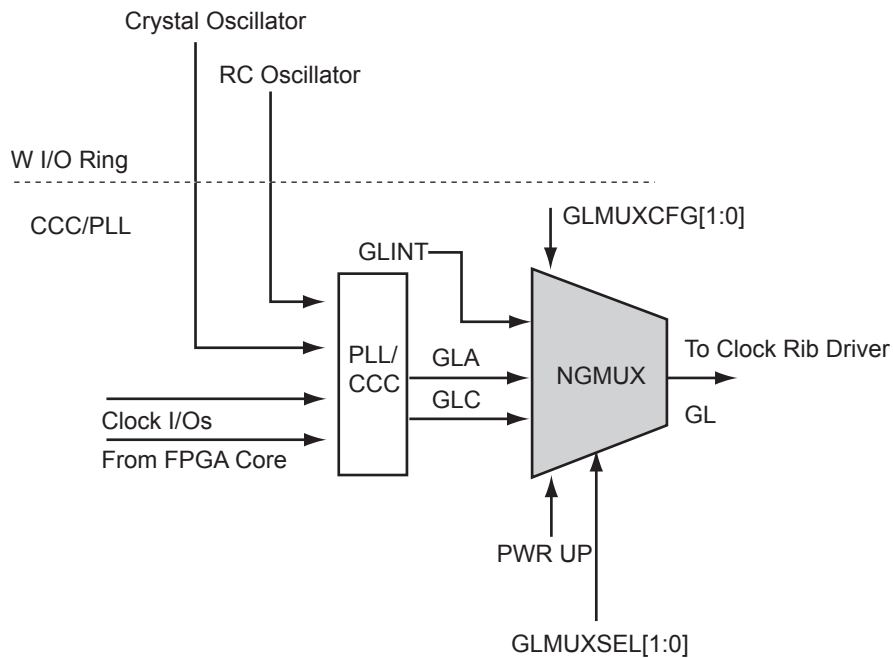 Crystal Oscillator
RC Oscillator
W I/O Ring
CCC/PLL
GLMUXCFG[1:0]
GLINT
PLL/
CCC
GLA
GLC
NGMUX
To Clock Rib Driver
GL
Clock I/Os
From FPGA Core
PWR UP
GLMUXSEL[1:0]